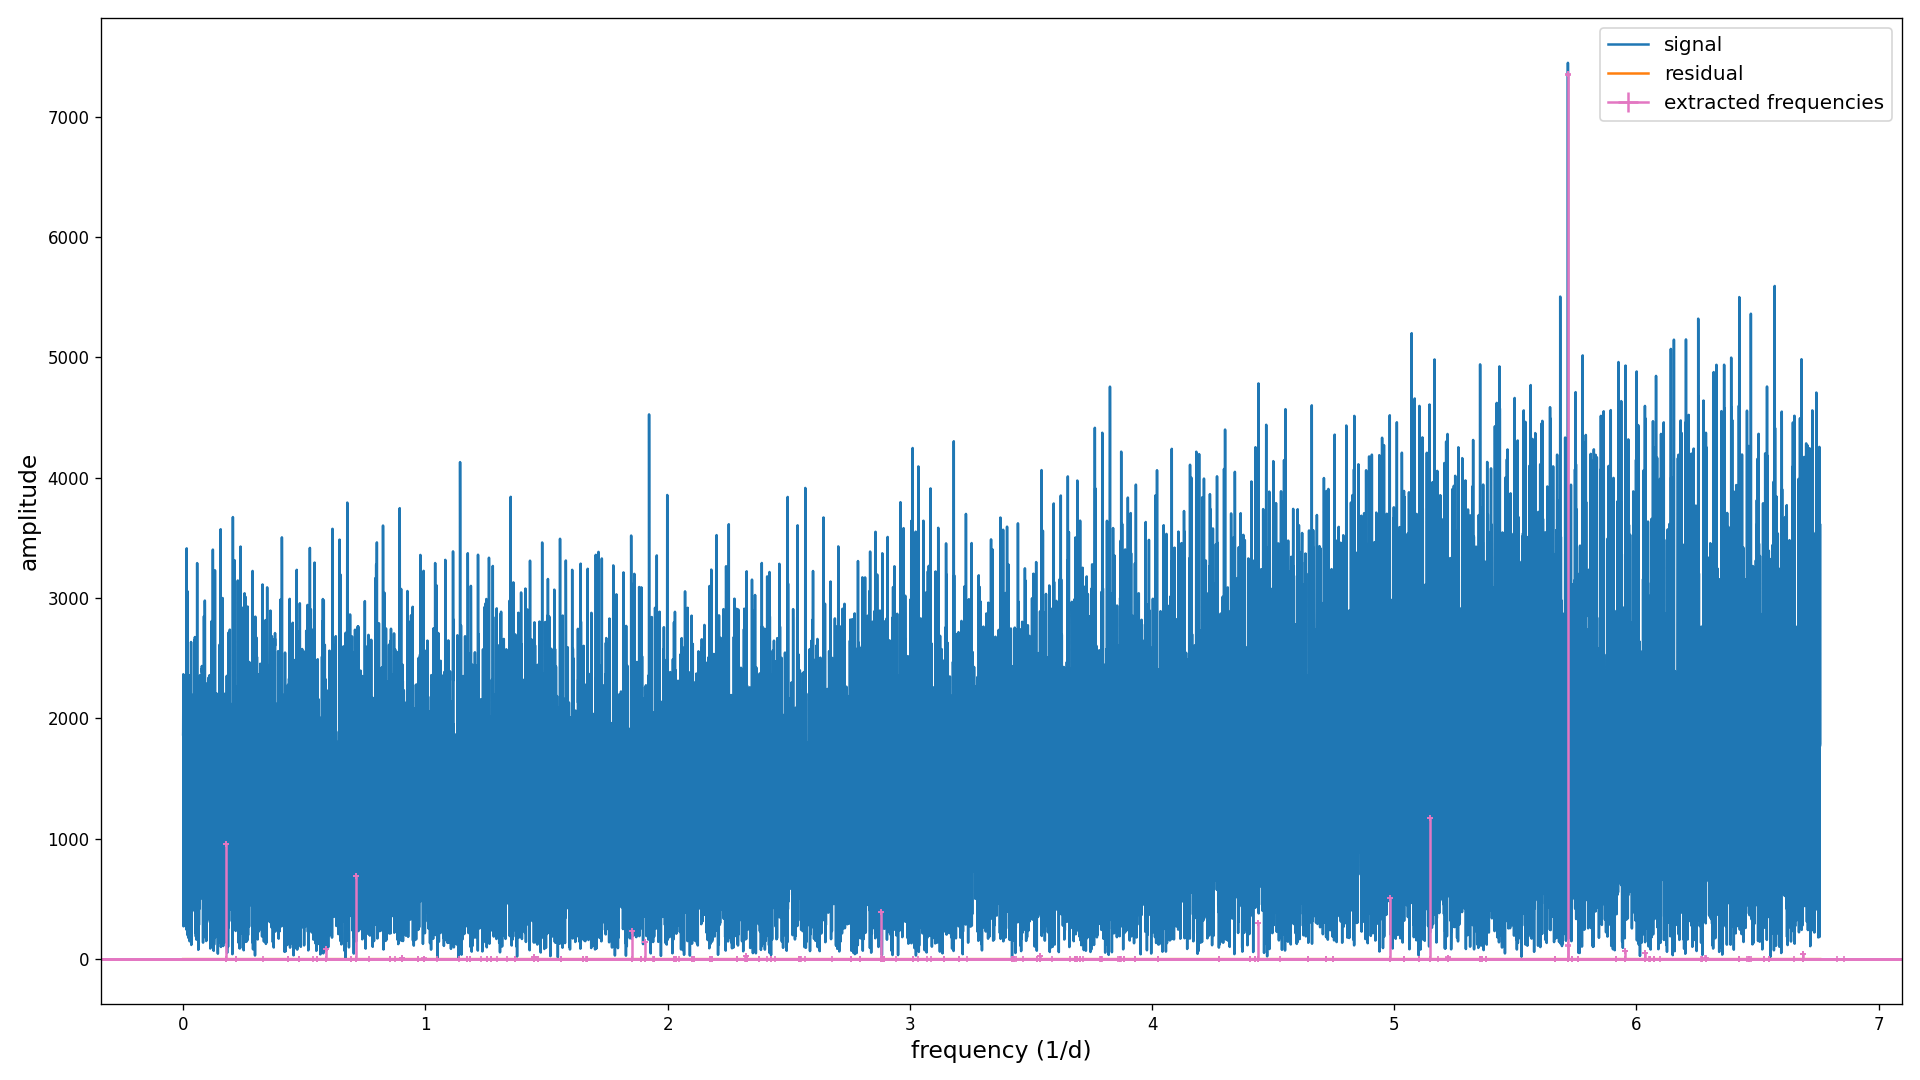 signal
residual
extracted frequencies
7000
6000
5000
4000
3000
2000
1000
0
amplitude
0 1 2 3 4 5 6 7
frequency (1/d)